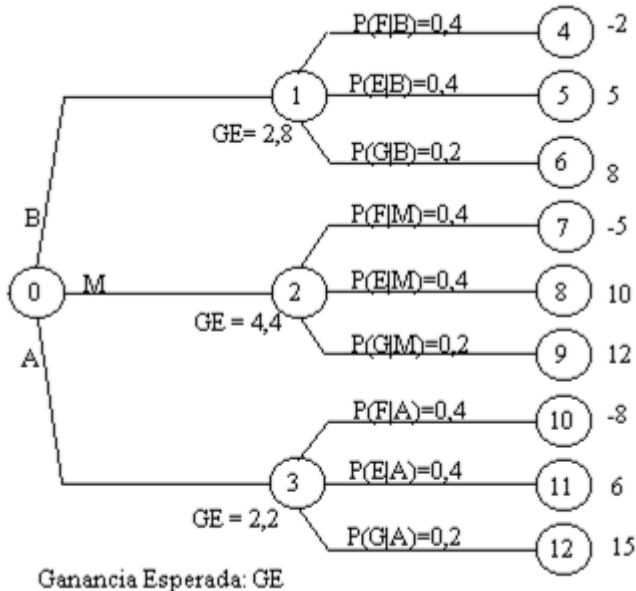 P(F|B)=0,4
4
-2
1
P(E|B)=0,4
5
5
GE= 2,8
P(G|B)=0,2
6
8
B
P(F|M)=0,4
7
-5
0
M
2
P(E|M)=0,4
8
10
GE = 4,4
P(G|M)=0,2
9
12
A
P(F|A)=0,4
10
-8
3
P(E|A)=0,4
11
6
GE = 2,2
P(G|A)=0,2
12
15
Ganancia Esperada: GE